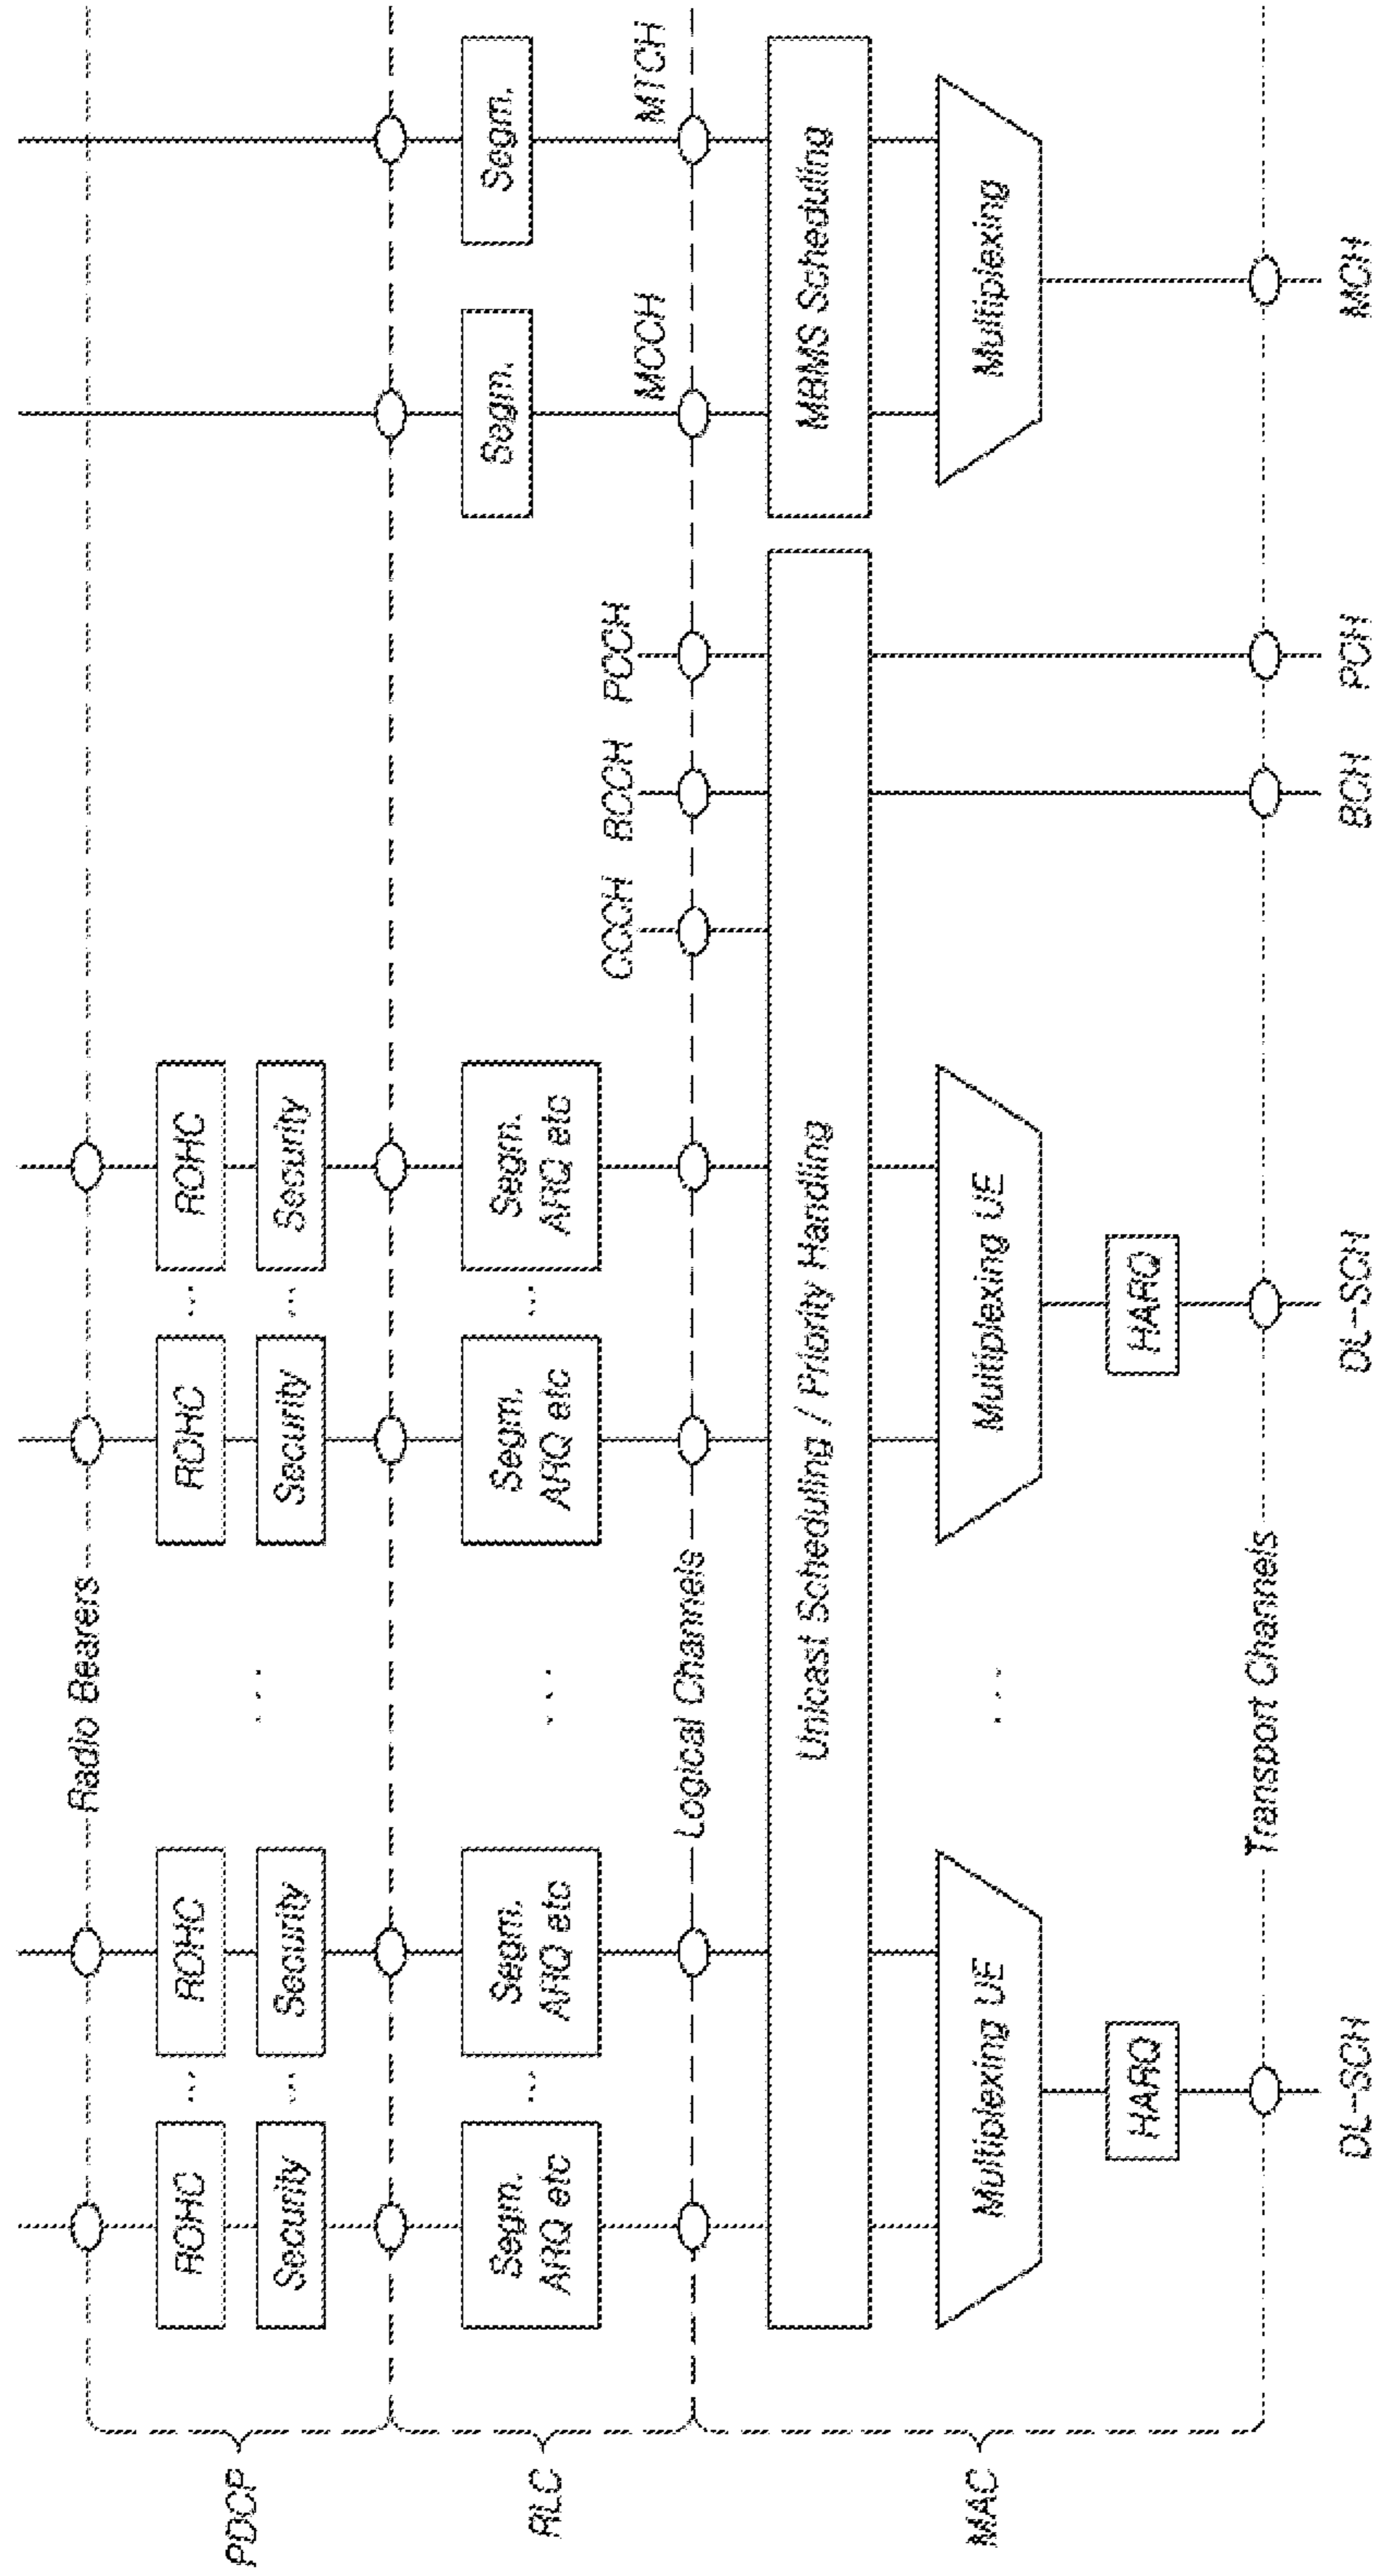 Radio Bearers
PDCP
ROHC
...
ROHC
...
ROHC
...
ROHC
Security
...
Security
Security
...
Security
RLC
Segm.
ARQ etc
...
Segm.
ARQ etc
...
Segm.
ARQ etc
...
Segm.
ARQ etc
Segm.
Segm.
CCCH
BCCH
PCCH
MCCH
MTCH
Logical Channels
MAC
Unicast Scheduling / Priority Handling
MBMS Scheduling
Multiplexing UE
...
Multiplexing UE
Multiplexing
HARQ
HARQ
Transport Channels
DL-SCH
DL-SCH
BCH
PCH
MCH